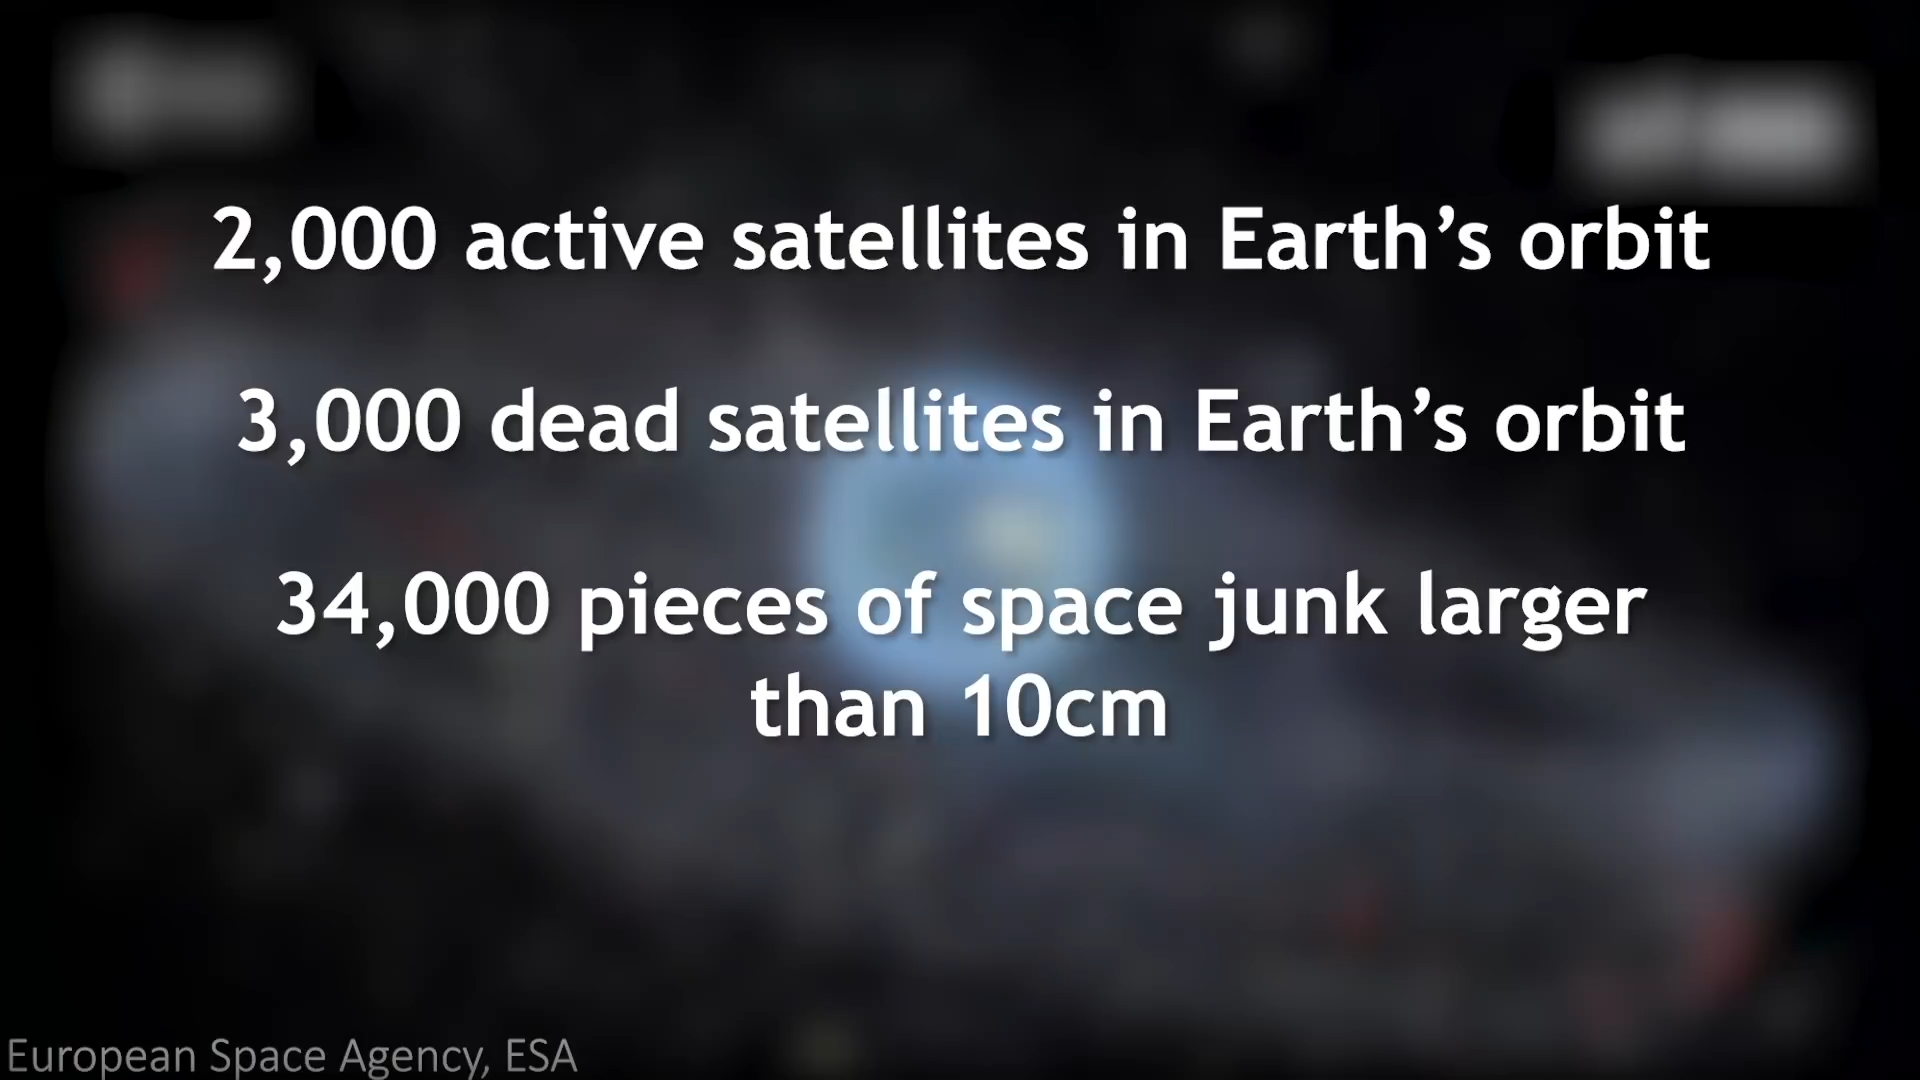 2,000 active satellites in Earth’s orbit
3,000 dead satellites in Earth’s orbit
34,000 pieces of space junk larger
than 10cm
European Space Agency, ESA